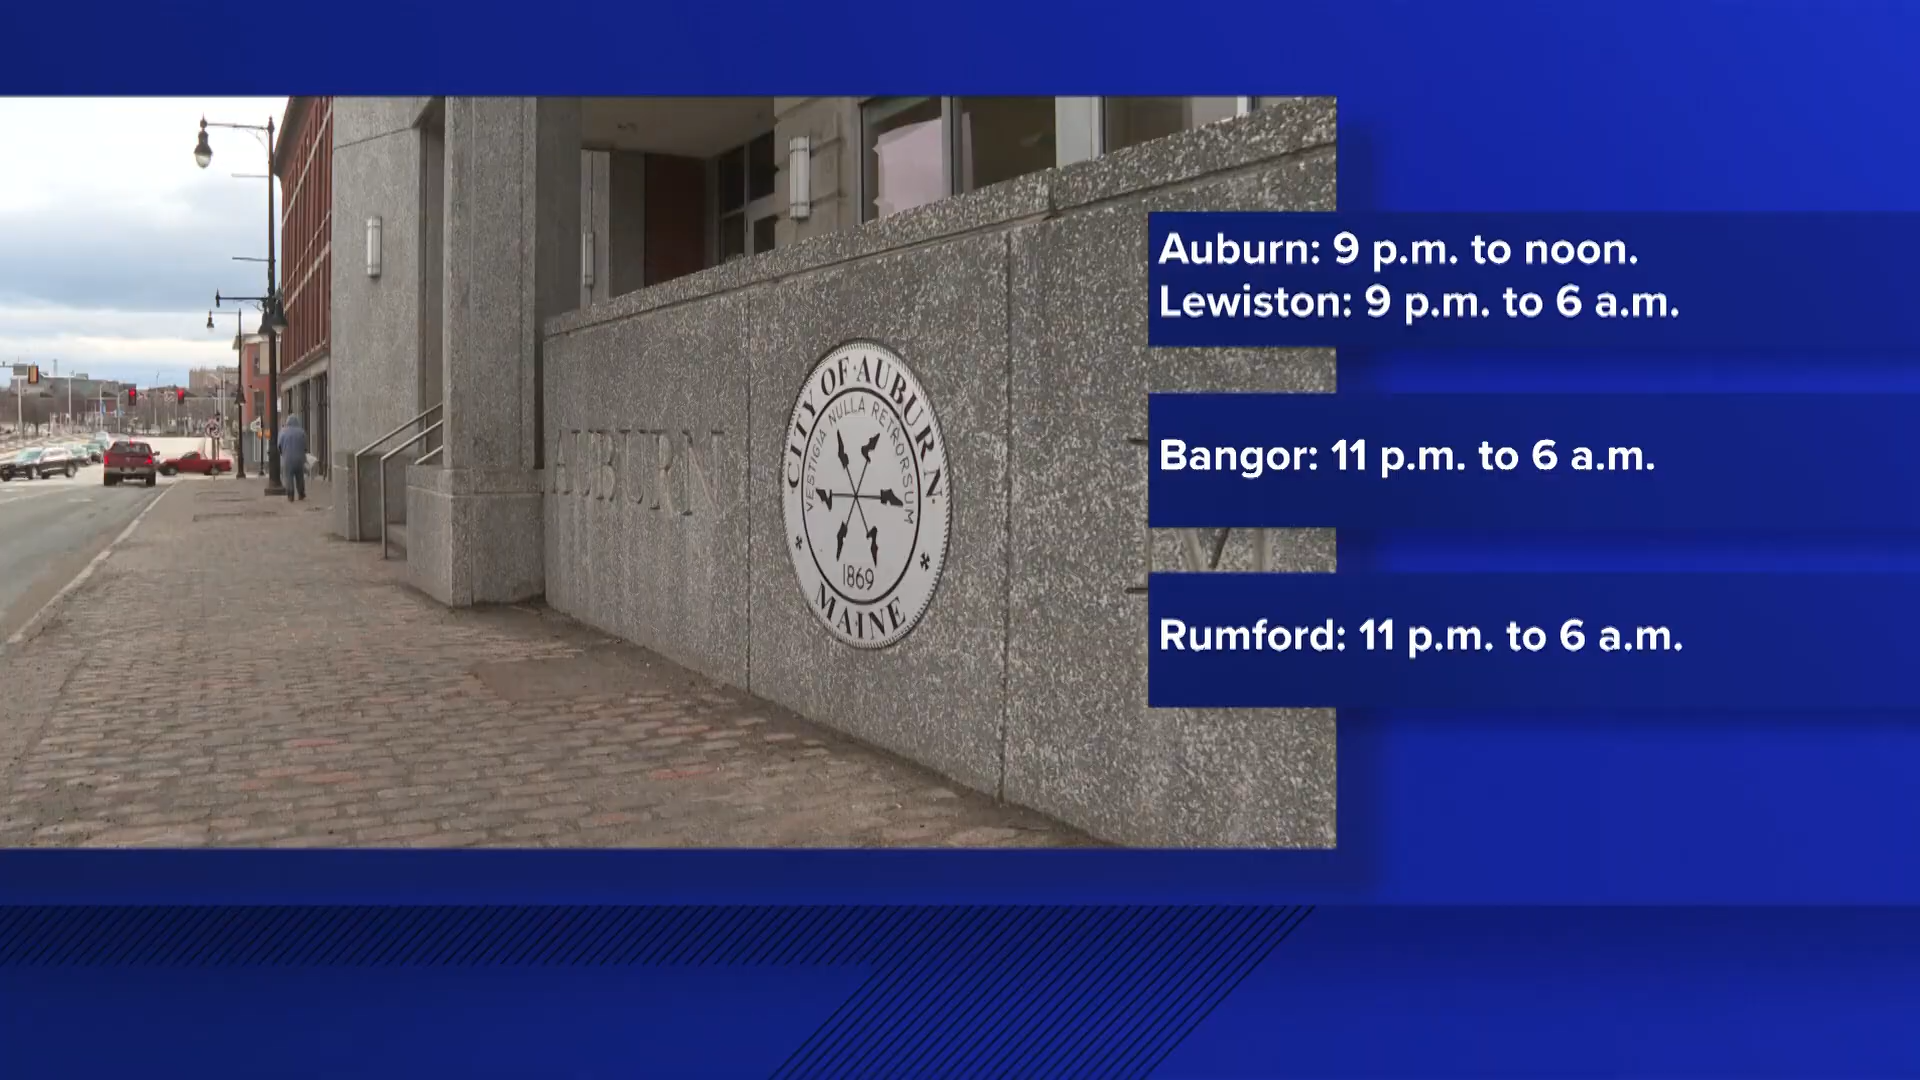 Auburn: 9 p.m. to noon.
Lewiston: 9 p.m. to 6 a.m.
Bangor: 11 p.m. to 6 a.m.
Rumford: 11 p.m. to 6 a.m.
AUBURN
CITY OF AUBURN
VESTIGIA NULLA RETRORSUM
1869
MAINE